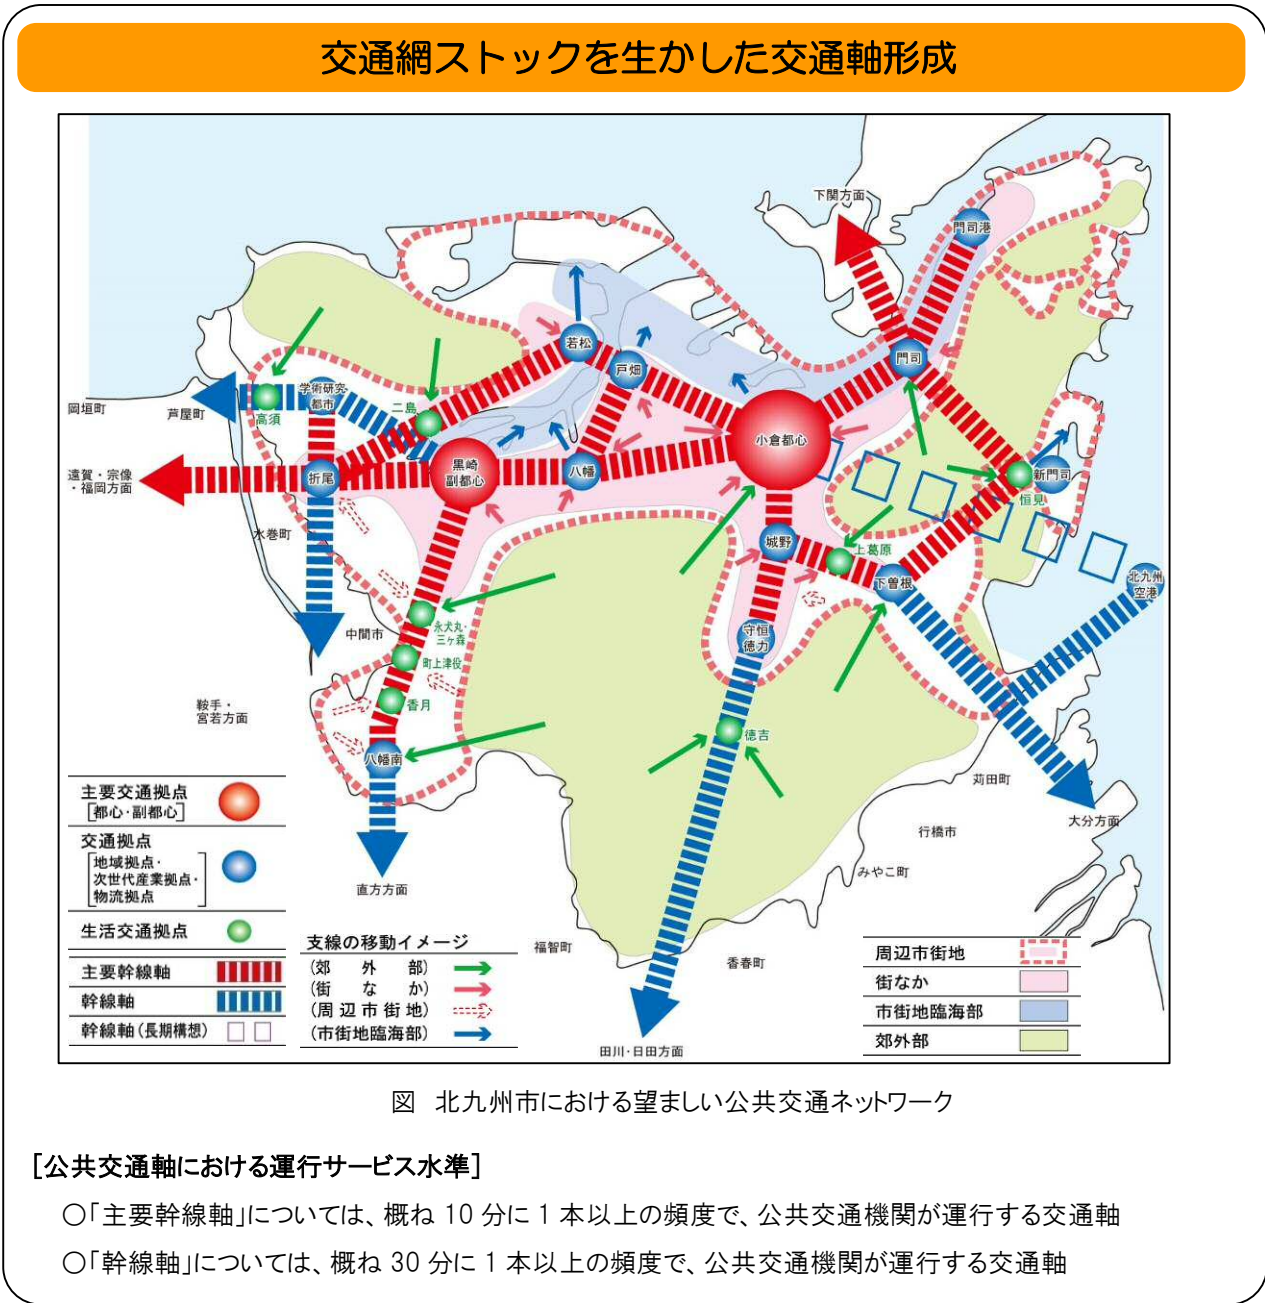 交通網ストックを生かした交通軸形成
下関方面
門司港
門司
若松
戸畑
学術研究
都市
二島
高須
岡垣町
芦屋町
小倉都心
黒崎
副都心
八幡
折尾
遠賀・宗像
・福岡方面
新門司
恒見
水巻町
城野
上葛原
下曽根
北九州
空港
中間市
永犬丸・
三ヶ森
守恒
徳力
町上津役
香月
鞍手・
宮若方面
徳吉
八幡南
苅田町
大分方面
行橋市
みやこ町
直方方面
福智町
香春町
田川・日田方面
主要交通拠点
[都心・副都心]
交通拠点
[地域拠点・
次世代産業拠点・
物流拠点]
生活交通拠点
主要幹線軸
幹線軸
幹線軸(長期構想)
支線の移動イメージ
(郊外部)
(街なか)
(周辺市街地)
(市街地臨海部)
周辺市街地
街なか
市街地臨海部
郊外部
図 北九州市における望ましい公共交通ネットワーク
[公共交通軸における運行サービス水準]
○「主要幹線軸」については、概ね 10 分に 1 本以上の頻度で、公共交通機関が運行する交通軸
○「幹線軸」については、概ね 30 分に 1 本以上の頻度で、公共交通機関が運行する交通軸